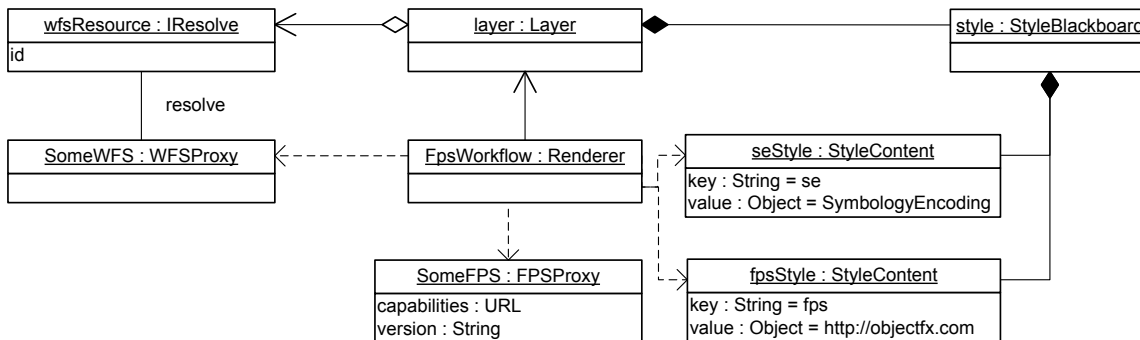 wfsResource : IResolve
id
layer : Layer
style : StyleBlackboard
resolve
SomeWFS : WFSProxy
FpsWorkflow : Renderer
seStyle : StyleContent
key : String = se
value : Object = SymbologyEncoding
SomeFPS : FPSProxy
capabilities : URL
version : String
fpsStyle : StyleContent
key : String = fps
value : Object = http://objectfx.com